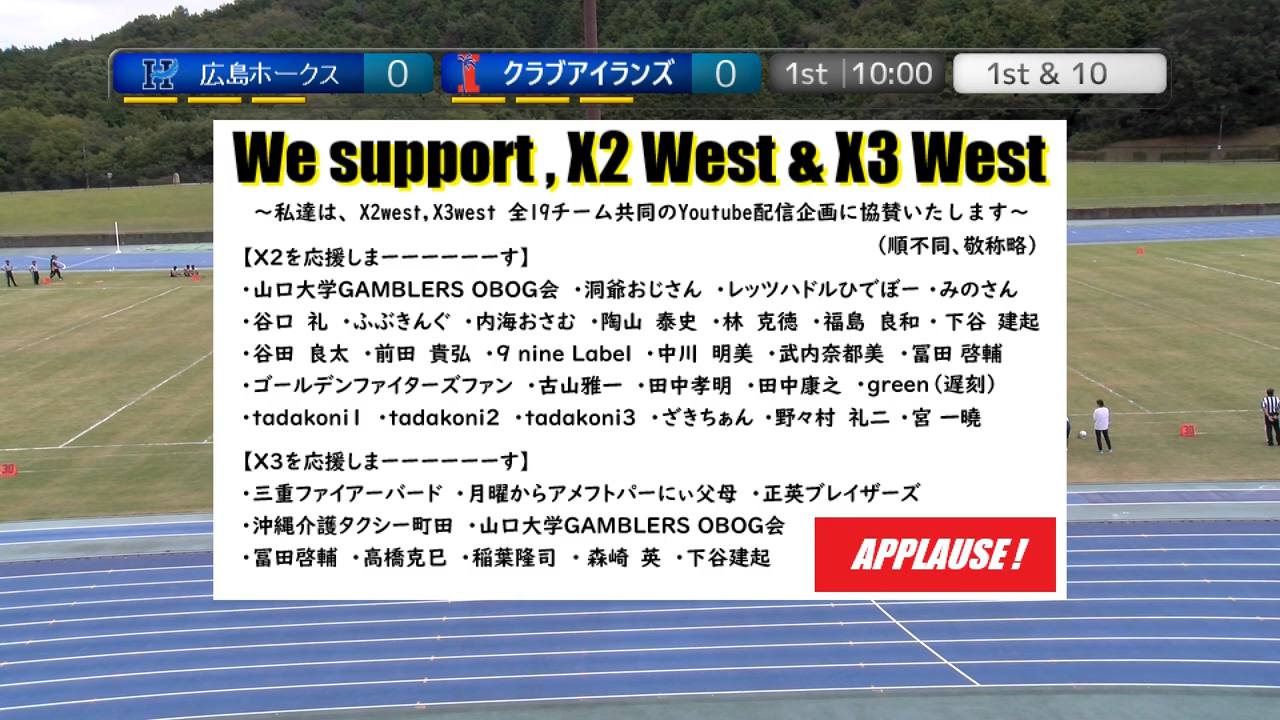 H 広島ホークス 0 I クラブアイランズ 0 1st 10:00 1st & 10
We support , X2 West & X3 West
～私達は、X2west,X3west 全19チーム共同のYoutube配信企画に協賛いたします～
（順不同、敬称略）
【X2を応援しまーーーーーーす】
・山口大学GAMBLERS OBOG会 ・洞爺おじさん ・レッツハドルひでぼー ・みのさん
・谷口 礼 ・ふぶきんぐ ・内海おさむ ・陶山 泰史 ・林 克徳 ・福島 良和 ・下谷 建起
・谷田 良太 ・前田 貴弘 ・9 nine Label ・中川 明美 ・武内奈都美 ・冨田 啓輔
・ゴールデンファイターズファン ・古山雅一 ・田中孝明 ・田中康之 ・green（遅刻）
・tadakoni1 ・tadakoni2 ・tadakoni3 ・ざきちぁん ・野々村 礼二 ・宮 一曉
【X3を応援しまーーーーーーす】
・三重ファイアーバード ・月曜からアメフトパーにぃ父母 ・正英ブレイザーズ
・沖縄介護タクシー町田 ・山口大学GAMBLERS OBOG会
・冨田啓輔 ・高橋克巳 ・稲葉隆司 ・森崎 英 ・下谷建起
APPLAUSE !
30
30